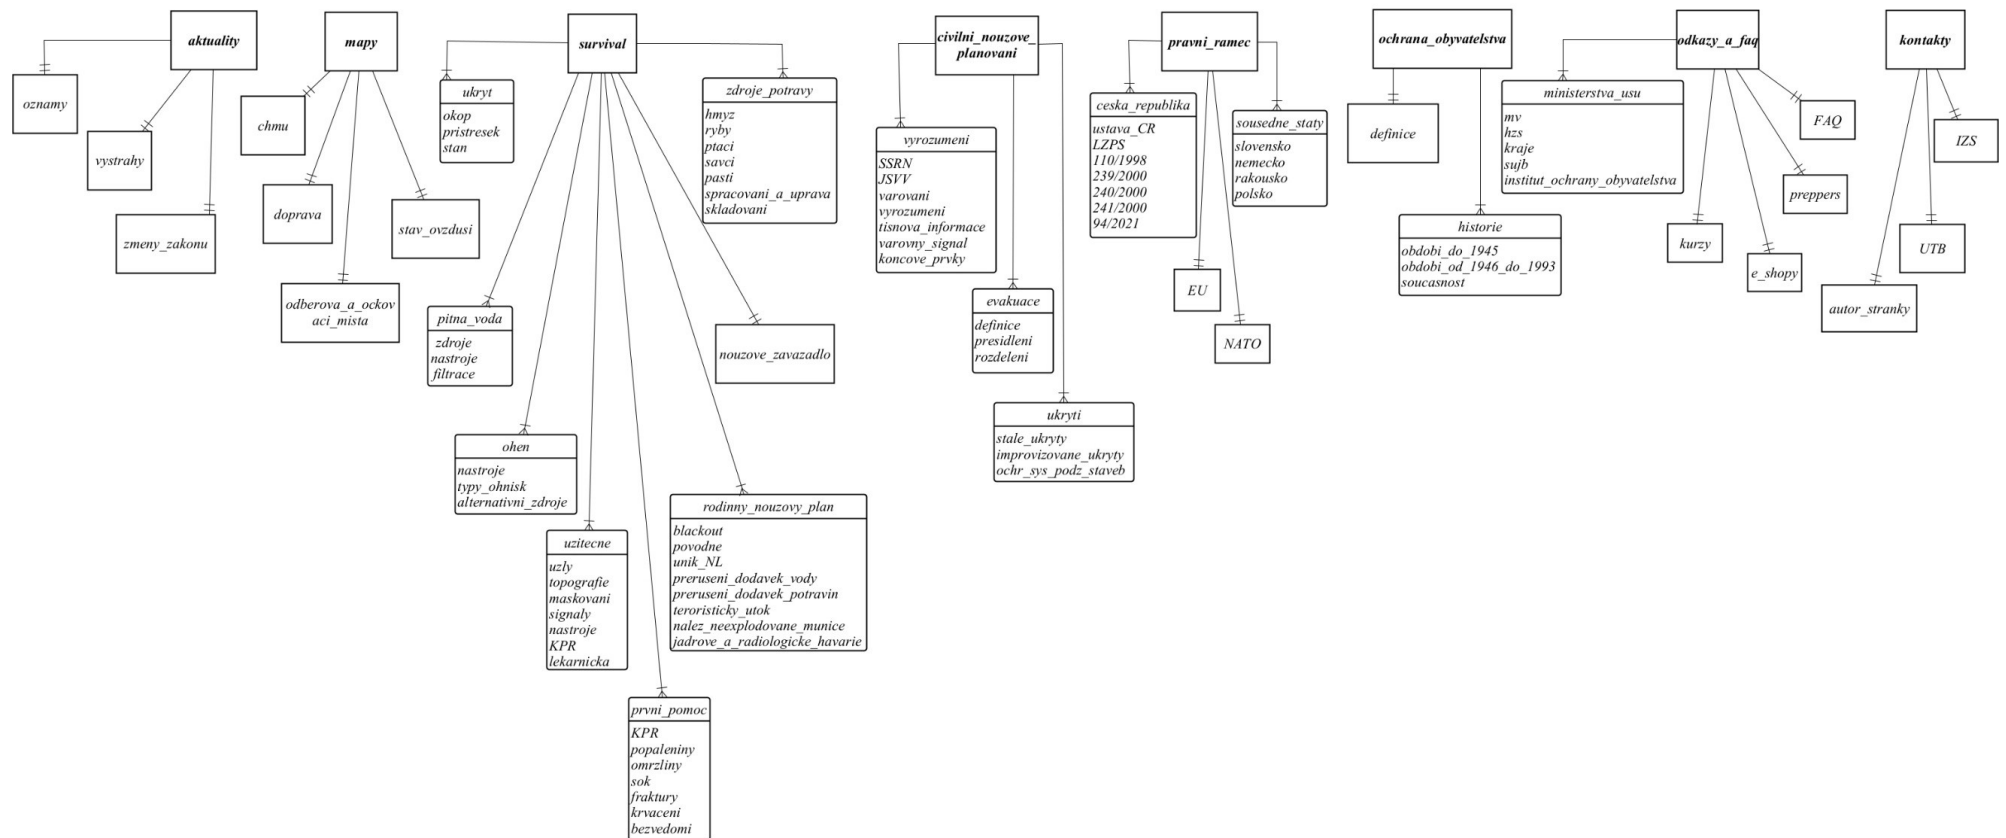 aktuality
oznamy
vystrahy
zmeny_zakonu
mapy
chmu
doprava
odberova_a_ockov
aci_mista
stav_ovzdusi
survival
ukryt
okop
pristresek
stan
zdroje_potravy
hmyz
ryby
ptaci
savci
pasti
spracovani_a_uprava
skladovani
pitna_voda
zdroje
nastroje
filtrace
nouzove_zavazadlo
ohen
nastroje
typy_ohnisk
alternativni_zdroje
uzitecne
uzly
topografie
maskovani
signaly
nastroje
KPR
lekarnicka
rodinny_nouzovy_plan
blackout
povodne
unik_NL
preruseni_dodavek_vody
preruseni_dodavek_potravin
teroristicky_utok
nalez_neexplodovane_munice
jadrove_a_radiologicke_havarie
prvni_pomoc
KPR
popaleniny
omrzliny
sok
fraktury
krvaceni
bezvedomi
civilni_nouzove_
planovani
vyrozumeni
SSRN
JSVV
varovani
vyrozumeni
tisnova_informace
varovny_signal
koncove_prvky
evakuace
definice
presidleni
rozdeleni
ukryti
stale_ukryty
improvizovane_ukryty
ochr_sys_podz_staveb
pravni_ramec
ceska_republika
ustava_CR
LZPS
110/1998
239/2000
240/2000
241/2000
94/2021
sousedne_staty
slovensko
nemecko
rakousko
polsko
EU
NATO
ochrana_obyvatelstva
definice
historie
obdobi_do_1945
obdobi_od_1946_do_1993
soucasnost
odkazy_a_faq
ministerstva_usu
mv
hzs
kraje
sujb
institut_ochrany_obyvatelstva
kurzy
e_shopy
preppers
FAQ
kontakty
IZS
UTB
autor_stranky